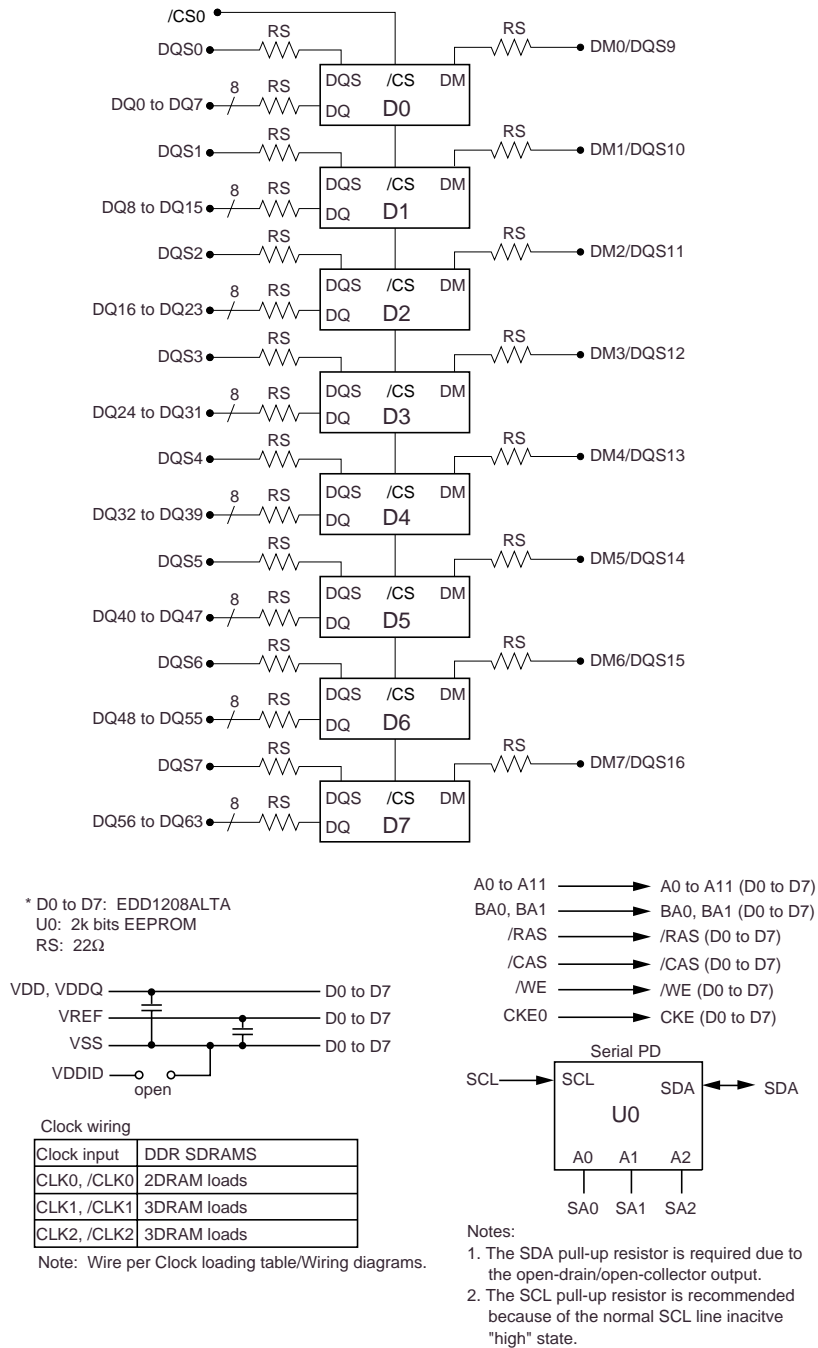 /CS0
RS RS
DQS0 DM0/DQS9
DQS /CS DM
8 RS
DQ0 to DQ7 DQ D0
RS RS
DQS1 DM1/DQS10
DQS /CS DM
8 RS
DQ8 to DQ15 DQ D1
RS RS
DQS2 DM2/DQS11
DQS /CS DM
8 RS
DQ16 to DQ23 DQ D2
RS RS
DQS3 DM3/DQS12
DQS /CS DM
8 RS
DQ24 to DQ31 DQ D3
RS RS
DQS4 DM4/DQS13
DQS /CS DM
8 RS
DQ32 to DQ39 DQ D4
RS RS
DQS5 DM5/DQS14
DQS /CS DM
8 RS
DQ40 to DQ47 DQ D5
RS RS
DQS6 DM6/DQS15
DQS /CS DM
8 RS
DQ48 to DQ55 DQ D6
RS RS
DQS7 DM7/DQS16
DQS /CS DM
8 RS
DQ56 to DQ63 DQ D7
* D0 to D7: EDD1208ALTA
U0: 2k bits EEPROM
RS: 22Ω
VDD, VDDQ D0 to D7
VREF D0 to D7
VSS D0 to D7
VDDID
open
Clock wiring
Clock input DDR SDRAMS
CLK0, /CLK0 2DRAM loads
CLK1, /CLK1 3DRAM loads
CLK2, /CLK2 3DRAM loads
Note: Wire per Clock loading table/Wiring diagrams.
A0 to A11 A0 to A11 (D0 to D7)
BA0, BA1 BA0, BA1 (D0 to D7)
/RAS /RAS (D0 to D7)
/CAS /CAS (D0 to D7)
/WE /WE (D0 to D7)
CKE0 CKE (D0 to D7)
Serial PD
SCL SCL SDA SDA
U0
A0 A1 A2
SA0 SA1 SA2
Notes:
1. The SDA pull-up resistor is required due to
the open-drain/open-collector output.
2. The SCL pull-up resistor is recommended
because of the normal SCL line inacitve
"high" state.